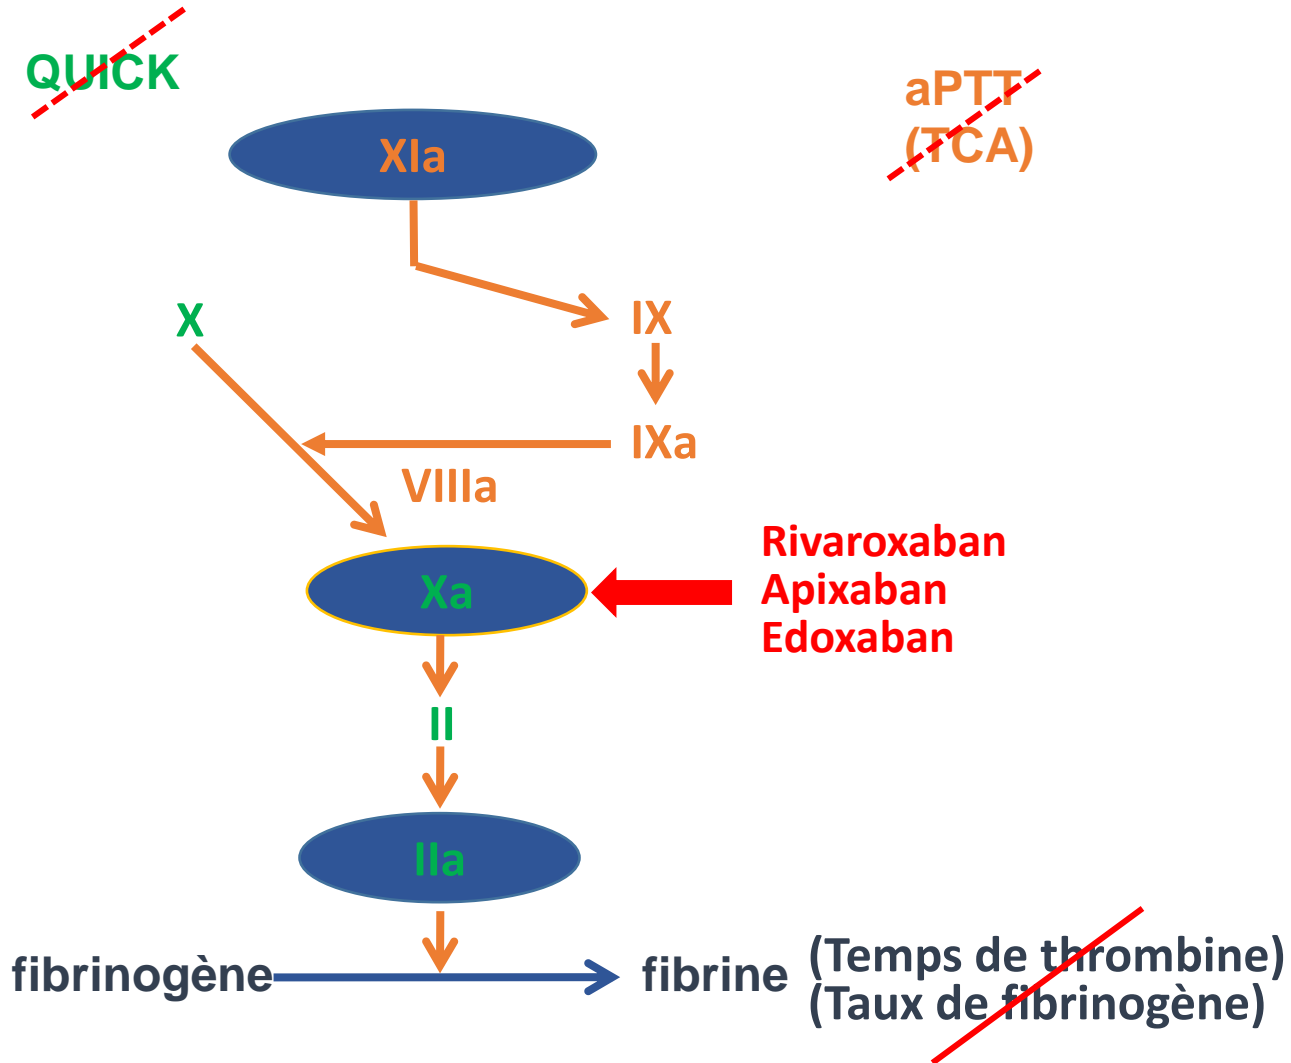 QUICK
aPTT
(TCA)
XIa
X
IX
IXa
VIIIa
Rivaroxaban
Apixaban
Edoxaban
Xa
II
IIa
fibrinogène
fibrine
(Temps de thrombine)
(Taux de fibrinogène)